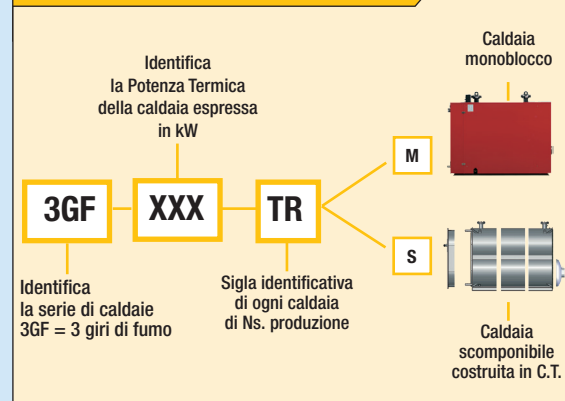 Identifica
la Potenza Termica
della caldaia espressa
in kW
Caldaia
monoblocco
M
3GF
XXX
TR
S
Identifica
la serie di caldaie
3GF = 3 giri di fumo
Sigla identificativa
di ogni caldaia
di Ns. produzione
Caldaia
scomponibile
costruita in C.T.